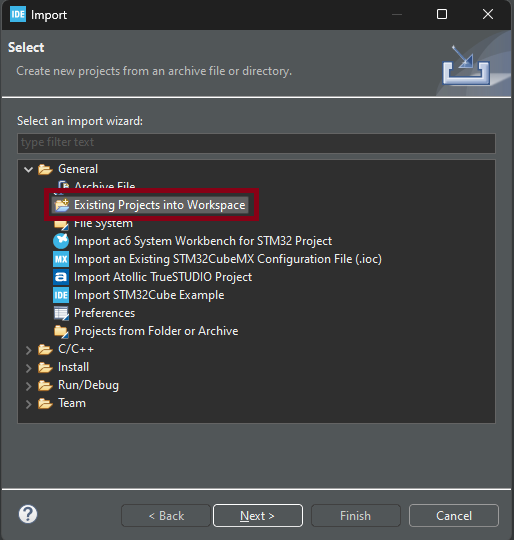 IDE Import
Select
Create new projects from an archive file or directory.
Select an import wizard:
type filter text
General
Archive File
Existing Projects into Workspace
File System
Import ac6 System Workbench for STM32 Project
MX Import an Existing STM32CubeMX Configuration File (.ioc)
a Import Atollic TrueSTUDIO Project
IDE Import STM32Cube Example
Preferences
Projects from Folder or Archive
C/C++
Install
Run/Debug
Team
? < Back Next > Finish Cancel